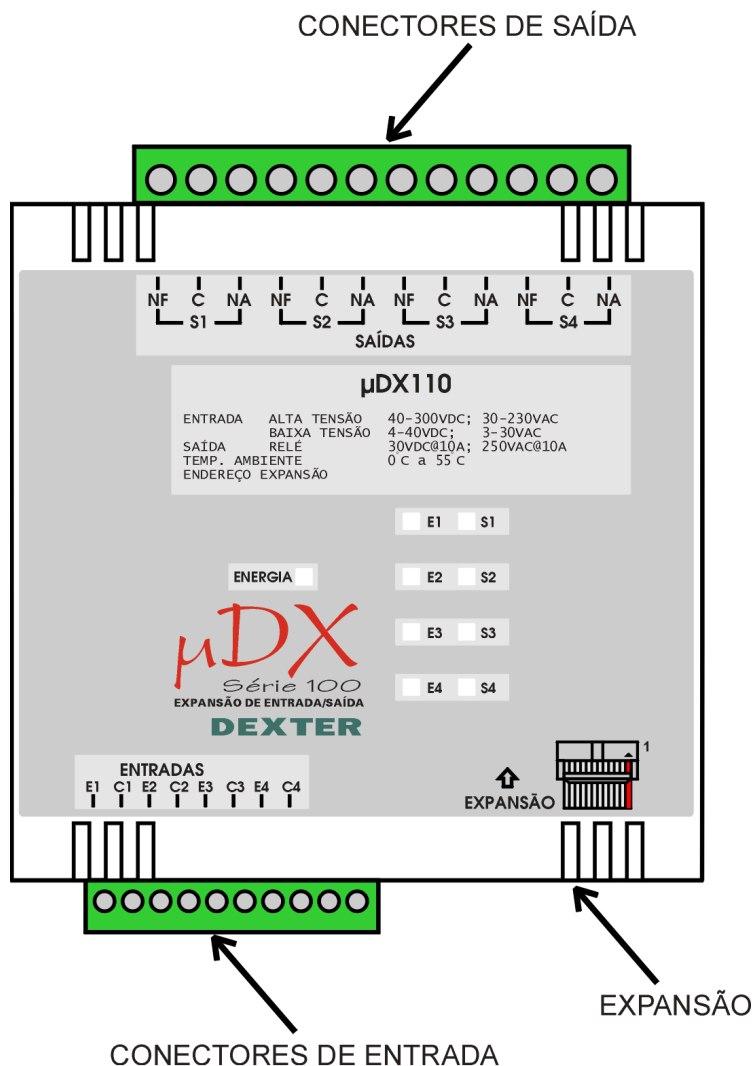 CONECTORES DE SAÍDA
NF C NA NF C NA NF C NA NF C NA
S1 S2 S3 S4
SAÍDAS
µDX110
ENTRADA ALTA TENSÃO 40-300VDC; 30-230VAC
BAIXA TENSÃO 4-40VDC; 3-30VAC
SAÍDA RELÉ 30VDC@10A; 250VAC@10A
TEMP. AMBIENTE 0 C a 55 C
ENDEREÇO EXPANSÃO
E1 S1
ENERGIA E2 S2
µDX
E3 S3
Série 100
E4 S4
EXPANSÃO DE ENTRADA/SAÍDA
DEXTER
1
ENTRADAS
E1 C1 E2 C2 E3 C3 E4 C4
EXPANSÃO
EXPANSÃO
CONECTORES DE ENTRADA